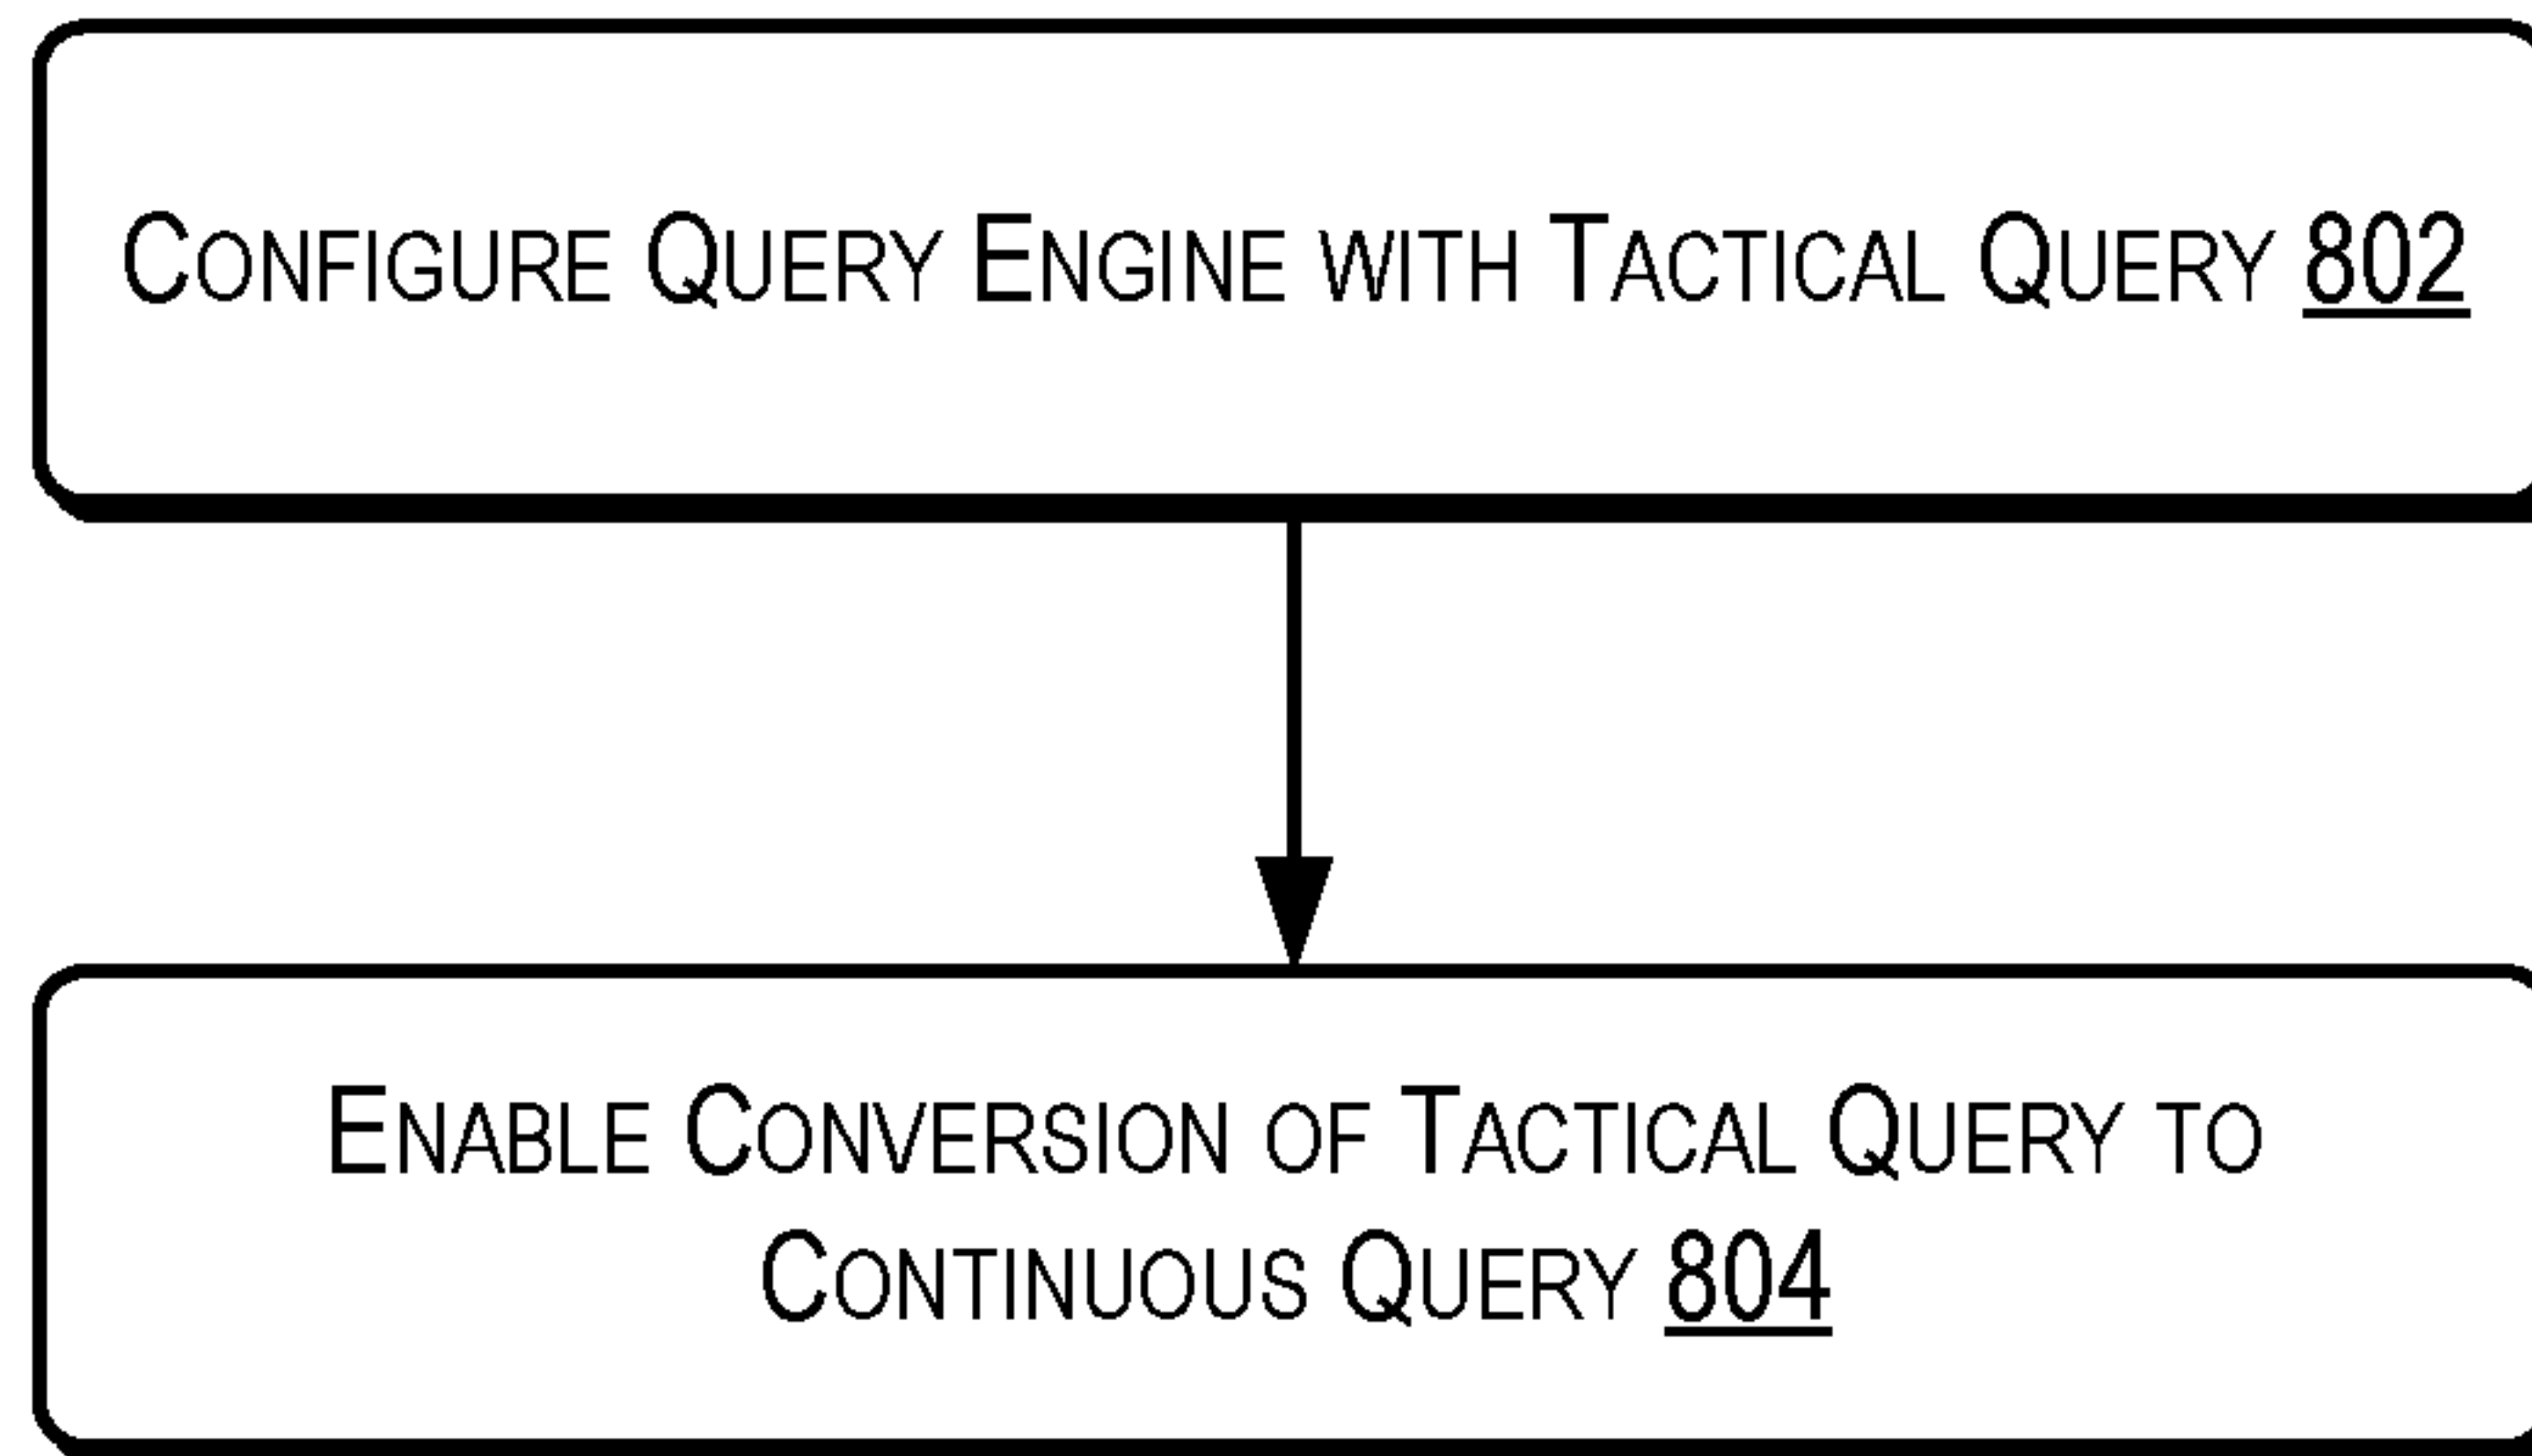 Configure Query Engine with Tactical Query 802
Enable Conversion of Tactical Query to
Continuous Query 804